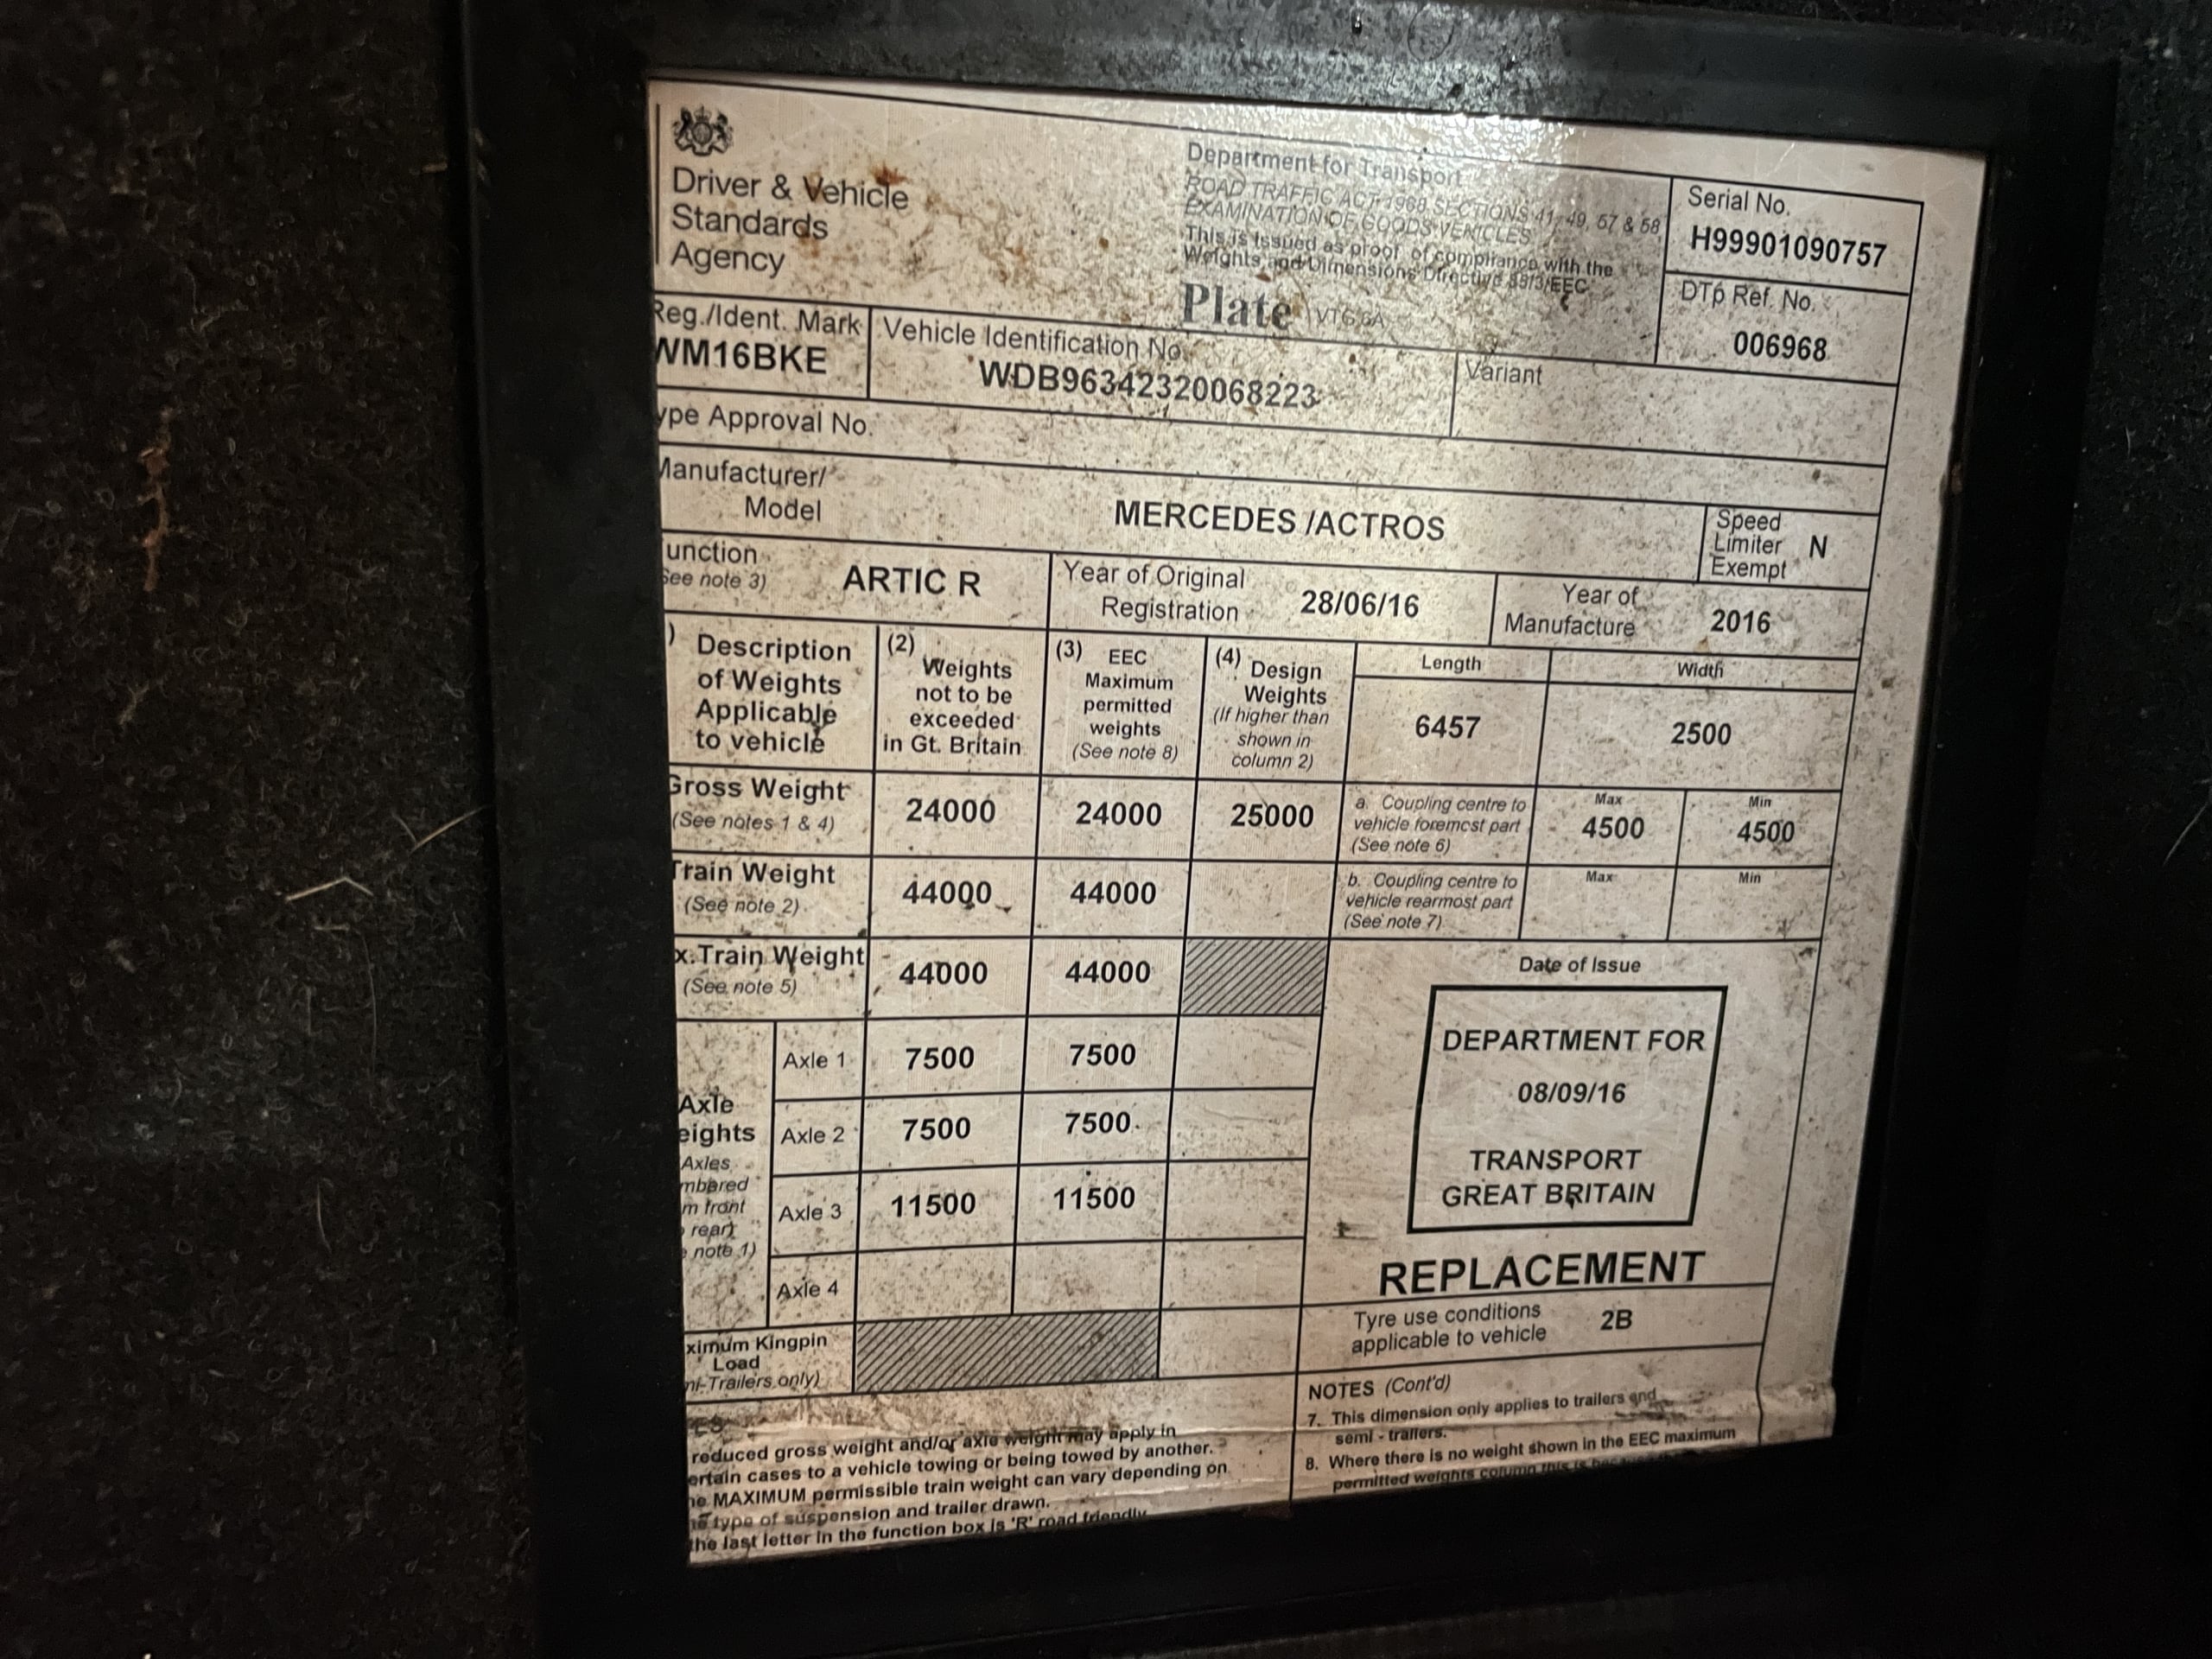 Driver & Vehicle
Standards
Agency
Department for Transport
ROAD TRAFFIC ACT 1968 SECTIONS 41, 49, 57 & 58
EXAMINATION OF GOODS VEHICLES
This is issued as proof of compliance with the
Weights and Dimensions Directive
Plate VTG 6A
Serial No.
H99901090757
DTp Ref. No.
006968
Reg./Ident. Mark
WM16BKE
Vehicle Identification No.
WDB96342320068223
Variant
ype Approval No.
Manufacturer/
Model
MERCEDES /ACTROS
Speed
Limiter
Exempt
N
unction
See note 3)
ARTIC R
Year of Original
Registration
28/06/16
Year of
Manufacture
2016
) Description
of Weights
Applicable
to vehicle
(2) Weights
not to be
exceeded
in Gt. Britain
(3) EEC
Maximum
permitted
weights
(See note 8)
(4) Design
Weights
(If higher than
shown in
column 2)
Length
6457
Width
2500
Gross Weight
(See notes 1 & 4)
24000
24000
25000
a. Coupling centre to
vehicle foremost part
(See note 6)
Max
4500
Min
4500
Train Weight
(See note 2)
44000
44000
b. Coupling centre to
vehicle rearmost part
(See note 7)
Max
Min
x.Train Weight
(See note 5)
44000
44000
Date of Issue
DEPARTMENT FOR
08/09/16
TRANSPORT
GREAT BRITAIN
REPLACEMENT
Axle
eights
Axles
mbered
m front
rear)
note 1)
Axle 1
7500
7500
Axle 2
7500
7500
Axle 3
11500
11500
Axle 4
ximum Kingpin
Load
ni-Trailers only)
Tyre use conditions
applicable to vehicle
2B
reduced gross weight and/or axle weight may apply in
ertain cases to a vehicle towing or being towed by another.
he MAXIMUM permissible train weight can vary depending on
he type of suspension and trailer drawn.
the last letter in the function box is 'R' road friendly
NOTES (Cont'd)
7. This dimension only applies to trailers and
semi - trailers.
8. Where there is no weight shown in the EEC maximum
permitted weights column this is